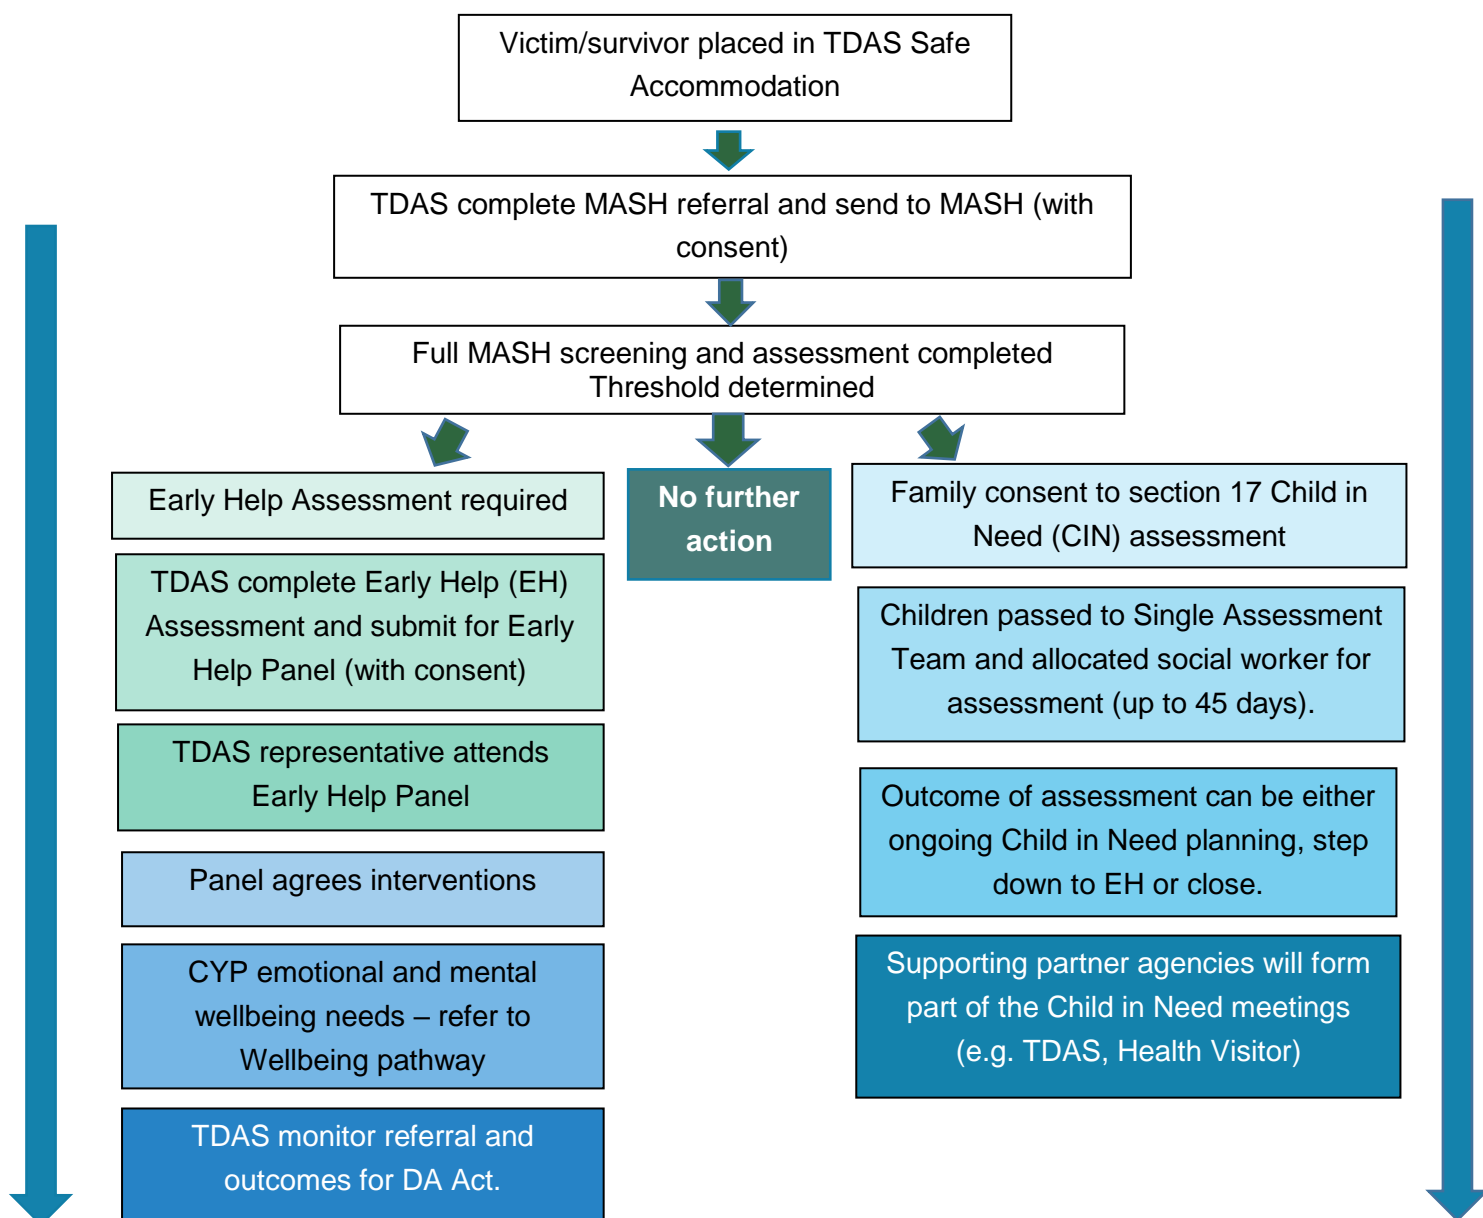 Victim/survivor placed in TDAS Safe
Accommodation
TDAS complete MASH referral and send to MASH (with
consent)
Full MASH screening and assessment completed
Threshold determined
Early Help Assessment required
TDAS complete Early Help (EH)
Assessment and submit for Early
Help Panel (with consent)
TDAS representative attends
Early Help Panel
Panel agrees interventions
CYP emotional and mental
wellbeing needs – refer to
Wellbeing pathway
TDAS monitor referral and
outcomes for DA Act.
No further
action
Family consent to section 17 Child in
Need (CIN) assessment
Children passed to Single Assessment
Team and allocated social worker for
assessment (up to 45 days).
Outcome of assessment can be either
ongoing Child in Need planning, step
down to EH or close.
Supporting partner agencies will form
part of the Child in Need meetings
(e.g. TDAS, Health Visitor)